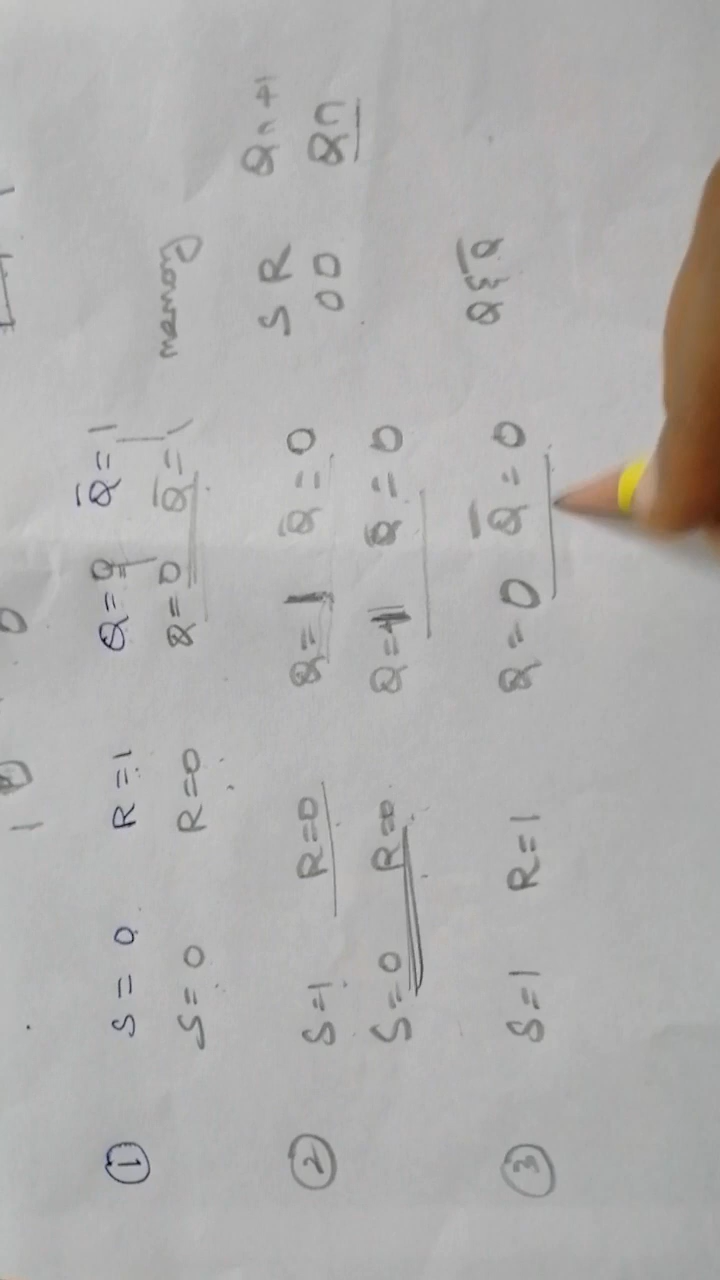 ① S = 0 R = 1 Q = 0 Q̅ = 1
S = 0 R = 0 Q = 0 Q̅ = 1 memory
② S = 1 R = 0 Q = 1 Q̅ = 0 S R Qn+1
0 0 Qn
S = 0 R = 0 Q = 1 Q̅ = 0
③ S = 1 R = 1 Q = 0 Q̅ = 0 Q ξ Q̅